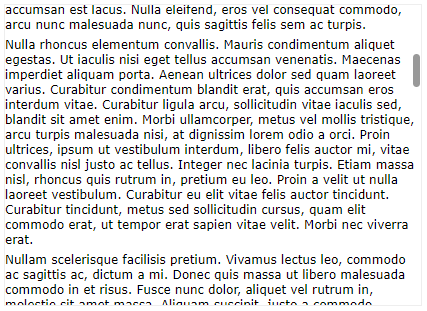 accumsan est lacus. Nulla eleifend, eros vel consequat commodo,
arcu nunc malesuada nunc, quis sagittis felis sem ac turpis.
Nulla rhoncus elementum convallis. Mauris condimentum aliquet
egestas. Ut iaculis nisi eget tellus accumsan venenatis. Maecenas
imperdiet aliquam porta. Aenean ultrices dolor sed quam laoreet
varius. Curabitur condimentum blandit erat, quis accumsan eros
interdum vitae. Curabitur ligula arcu, sollicitudin vitae iaculis sed,
blandit sit amet enim. Morbi ullamcorper, metus vel mollis tristique,
arcu turpis malesuada nisi, at dignissim lorem odio a orci. Proin
ultrices, ipsum ut vestibulum interdum, libero felis auctor mi, vitae
convallis nisl justo ac tellus. Integer nec lacinia turpis. Etiam massa
nisl, rhoncus quis rutrum in, pretium eu leo. Proin a velit ut nulla
laoreet vestibulum. Curabitur eu elit vitae felis auctor tincidunt.
Curabitur tincidunt, metus sed sollicitudin cursus, quam elit
commodo erat, ut tempor erat sapien vitae velit. Morbi nec viverra
erat.
Nullam scelerisque facilisis pretium. Vivamus lectus leo, commodo
ac sagittis ac, dictum a mi. Donec quis massa ut libero malesuada
commodo in et risus. Fusce nunc dolor, aliquet vel rutrum in,
molestie sit amet massa. Aliquam suscipit, justo a commodo